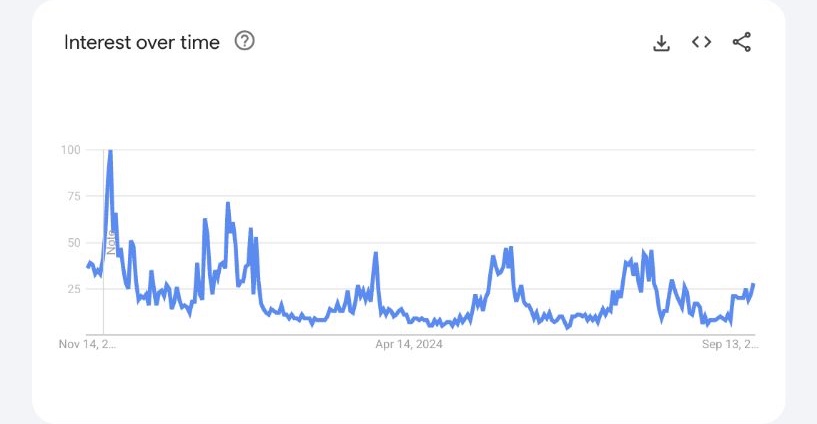 Interest over time
100
75
50
25
Note
Nov 14, 2...
Apr 14, 2024
Sep 13, 2...